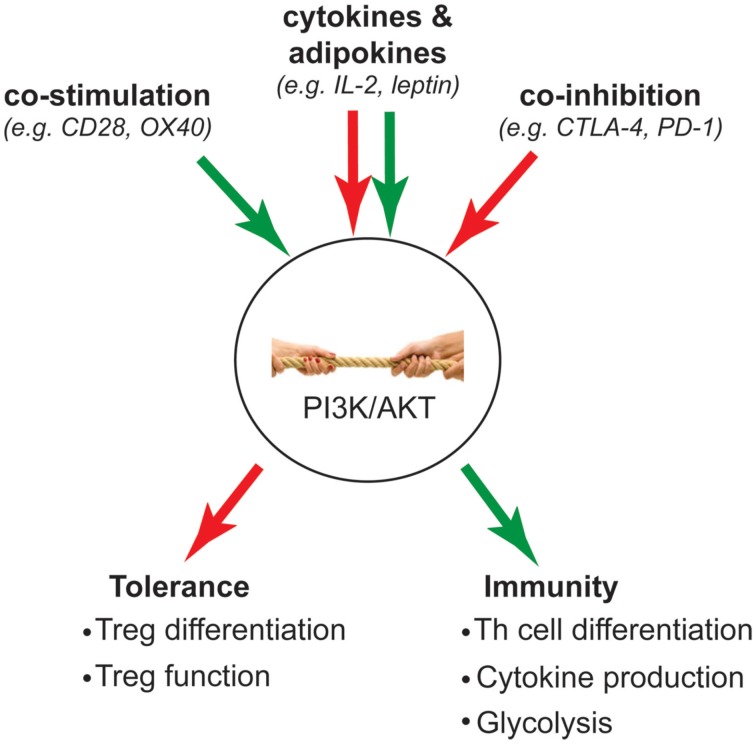 cytokines &
adipokines
(e.g. IL-2, leptin)
co-stimulation
(e.g. CD28, OX40)
co-inhibition
(e.g. CTLA-4, PD-1)
PI3K/AKT
Tolerance
•Treg differentiation
•Treg function
Immunity
•Th cell differentiation
•Cytokine production
•Glycolysis